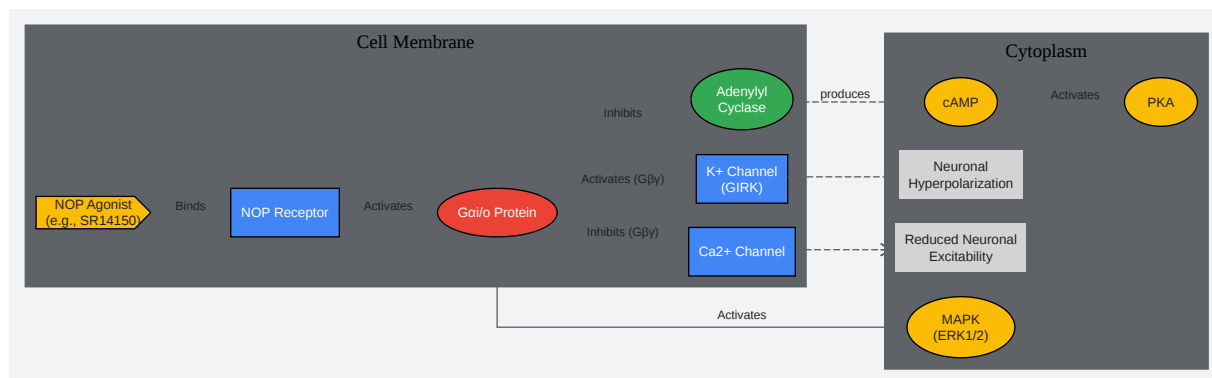 Cell Membrane
Cytoplasm
Adenylyl
Cyclase
produces
cAMP
Activates
PKA
Inhibits
K+ Channel
(GIRK)
Activates (Gβγ)
Neuronal
Hyperpolarization
NOP Agonist
(e.g., SR14150)
Binds
NOP Receptor
Activates
Gαi/o Protein
Inhibits (Gβγ)
Ca2+ Channel
Reduced Neuronal
Excitability
Activates
MAPK
(ERK1/2)